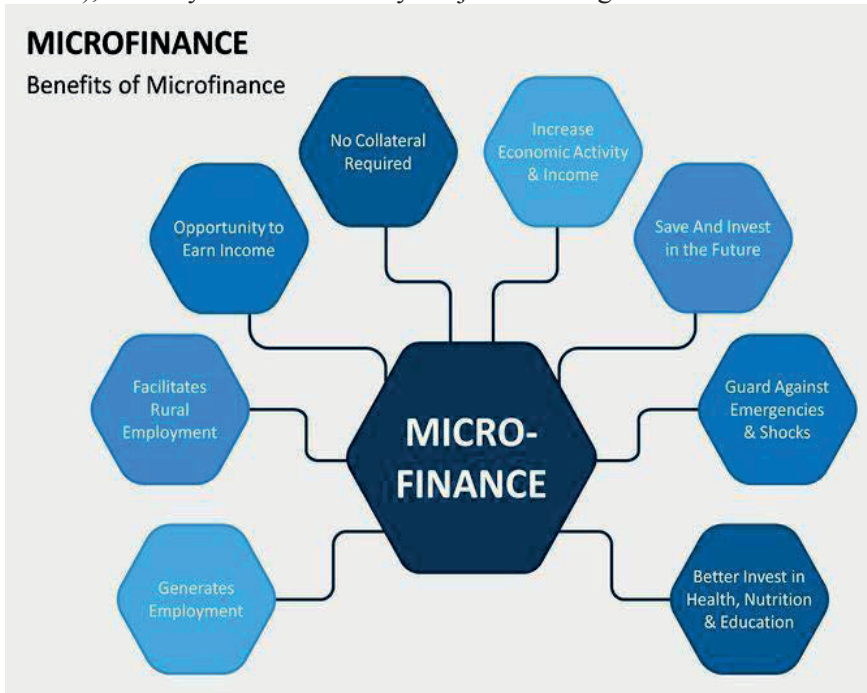 MICROFINANCE
Benefits of Microfinance
No Collateral
Required
Increase
Economic Activity
& Income
Opportunity to
Earn Income
Save And Invest
in the Future
Facilitates
Rural
Employment
MICRO-
FINANCE
Guard Against
Emergencies
& Shocks
Generates
Employment
Better Invest in
Health, Nutrition
& Education